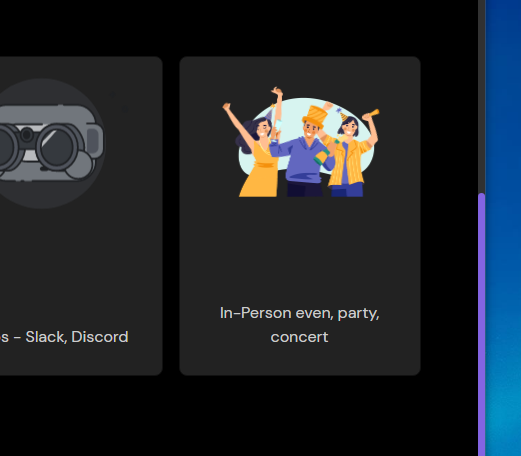 s - Slack, Discord
In-Person even, party,
concert